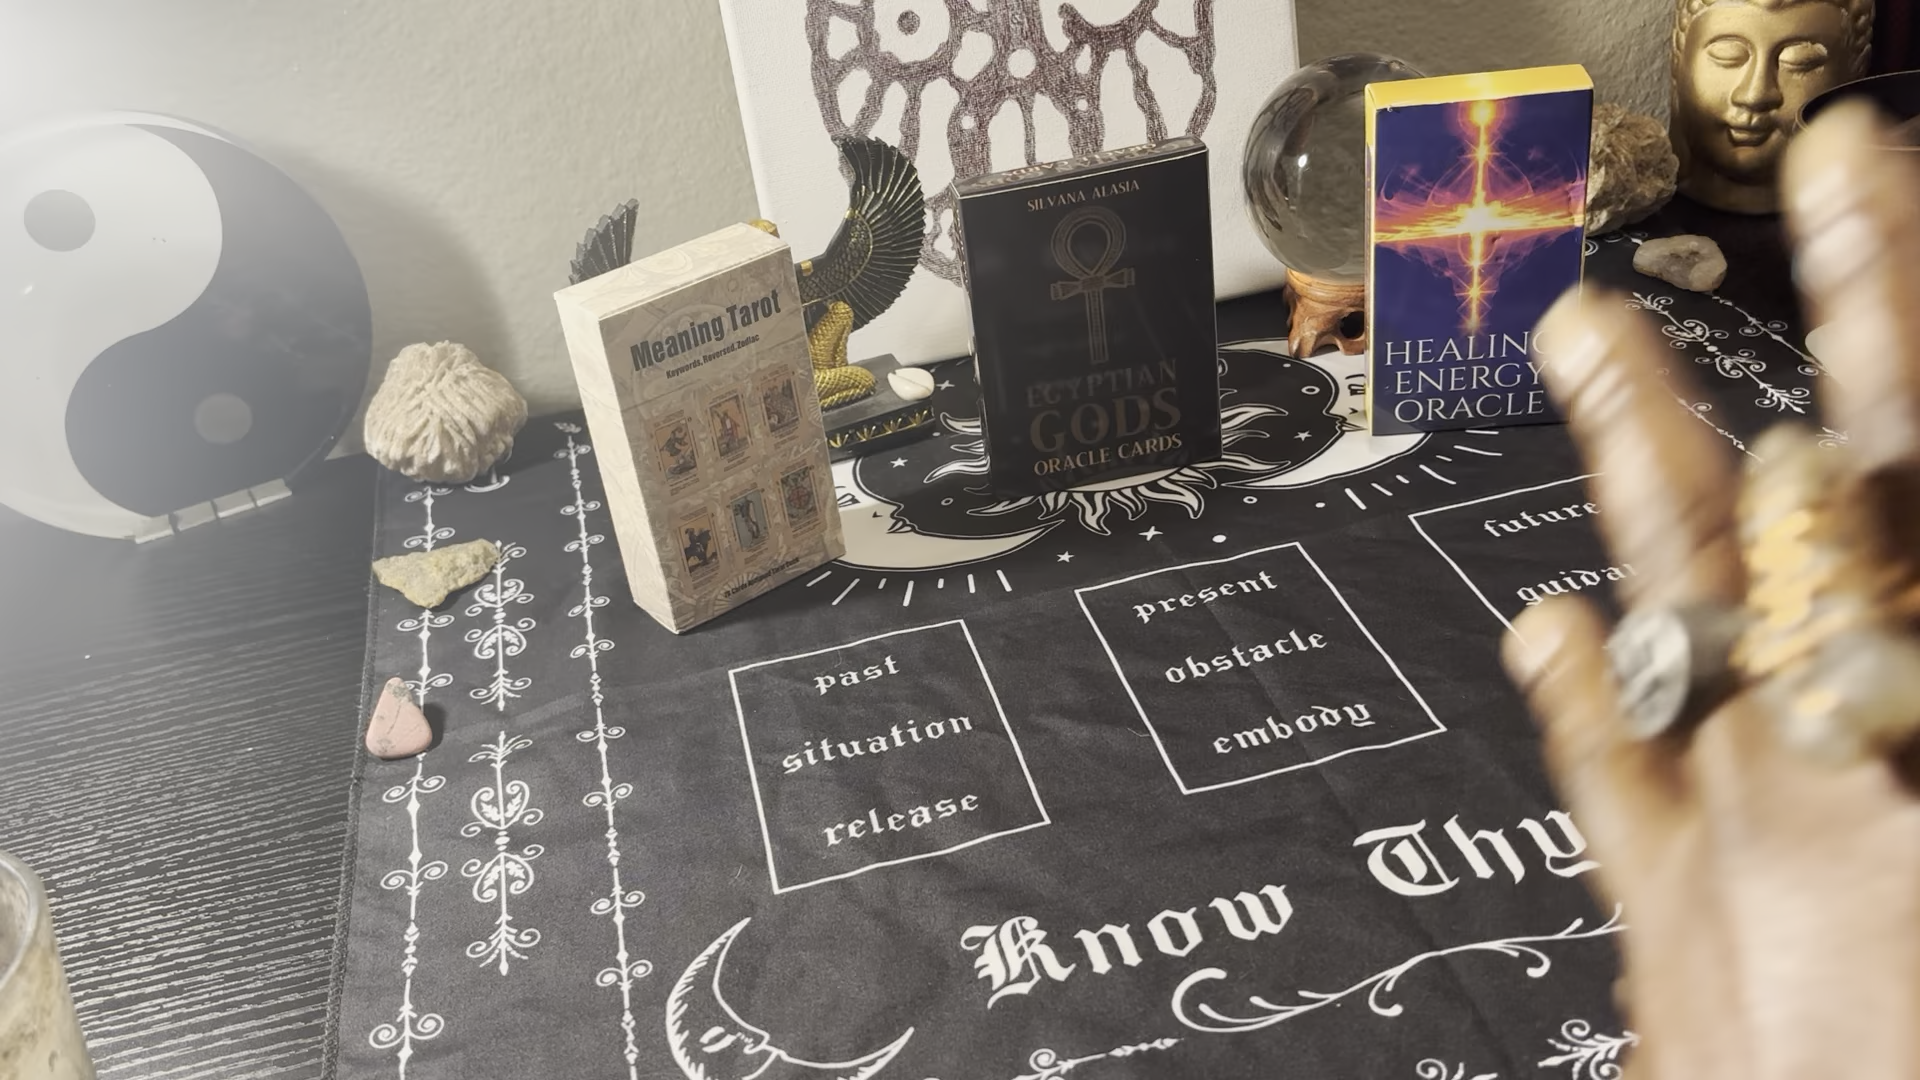 Meaning Tarot
Keywords, Reversed, Zodiac
SILVANA ALASIA
EGYPTIAN
GODS
ORACLE CARDS
HEALING
ENERGY
ORACLE
past
situation
release
present
obstacle
embody
future
Know Thy